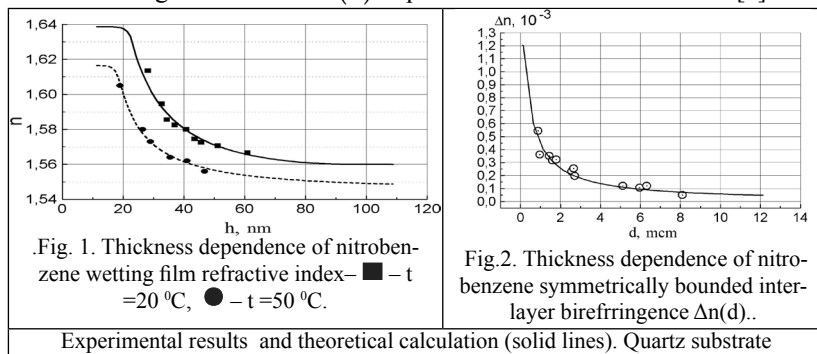 1,64
1,62
1,60
1,58
1,56
1,54
n
0 20 40 60 80 100 120
h, nm
.Fig. 1. Thickness dependence of nitroben-
zene wetting film refractive index– ■ – t
=20 ⁰C, ● – t =50 ⁰C.
Δn, 10⁻³
1,3
1,2
1,1
1,0
0,9
0,8
0,7
0,6
0,5
0,4
0,3
0,2
0,1
0,0
0 2 4 6 8 10 12 14
d, mcm
Fig.2. Thickness dependence of nitro-
benzene symmetrically bounded inter-
layer birefrringence Δn(d)..
Experimental results and theoretical calculation (solid lines). Quartz substrate